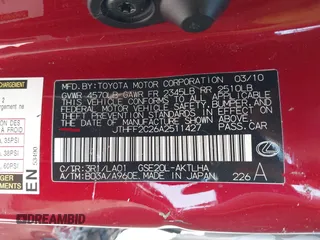 MFD.BY:TOYOTA MOTOR CORPORATION 03/10
GVWR 4570LB GAWR FR 2345LB RR 2510LB
THIS VEHICLE CONFORMS TO ALL APPLICABLE
FEDERAL MOTOR VEHICLE SAFETY, BUMPER, AND
THEFT PREVENTION STANDARDS IN EFFECT ON
THE DATE OF MANUFACTURE SHOWN ABOVE.
JTHFF2C26A2511427 PASS. CAR
C/TR:3R1/LA01 GSE20L-AKTLHA
A/TM:B03A/A960E MADE IN JAPAN 226 A
CHARGEMENT
EN
DREAMBID